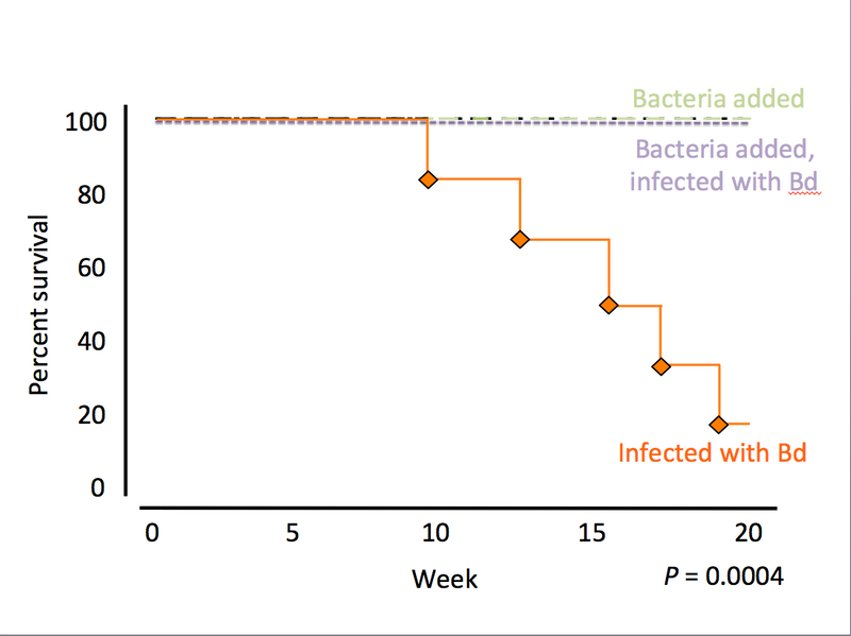 Bacteria added
100
Bacteria added,
infected with Bd
80
Percent survival
60
40
20
Infected with Bd
0
0 5 10 15 20
Week
P = 0.0004